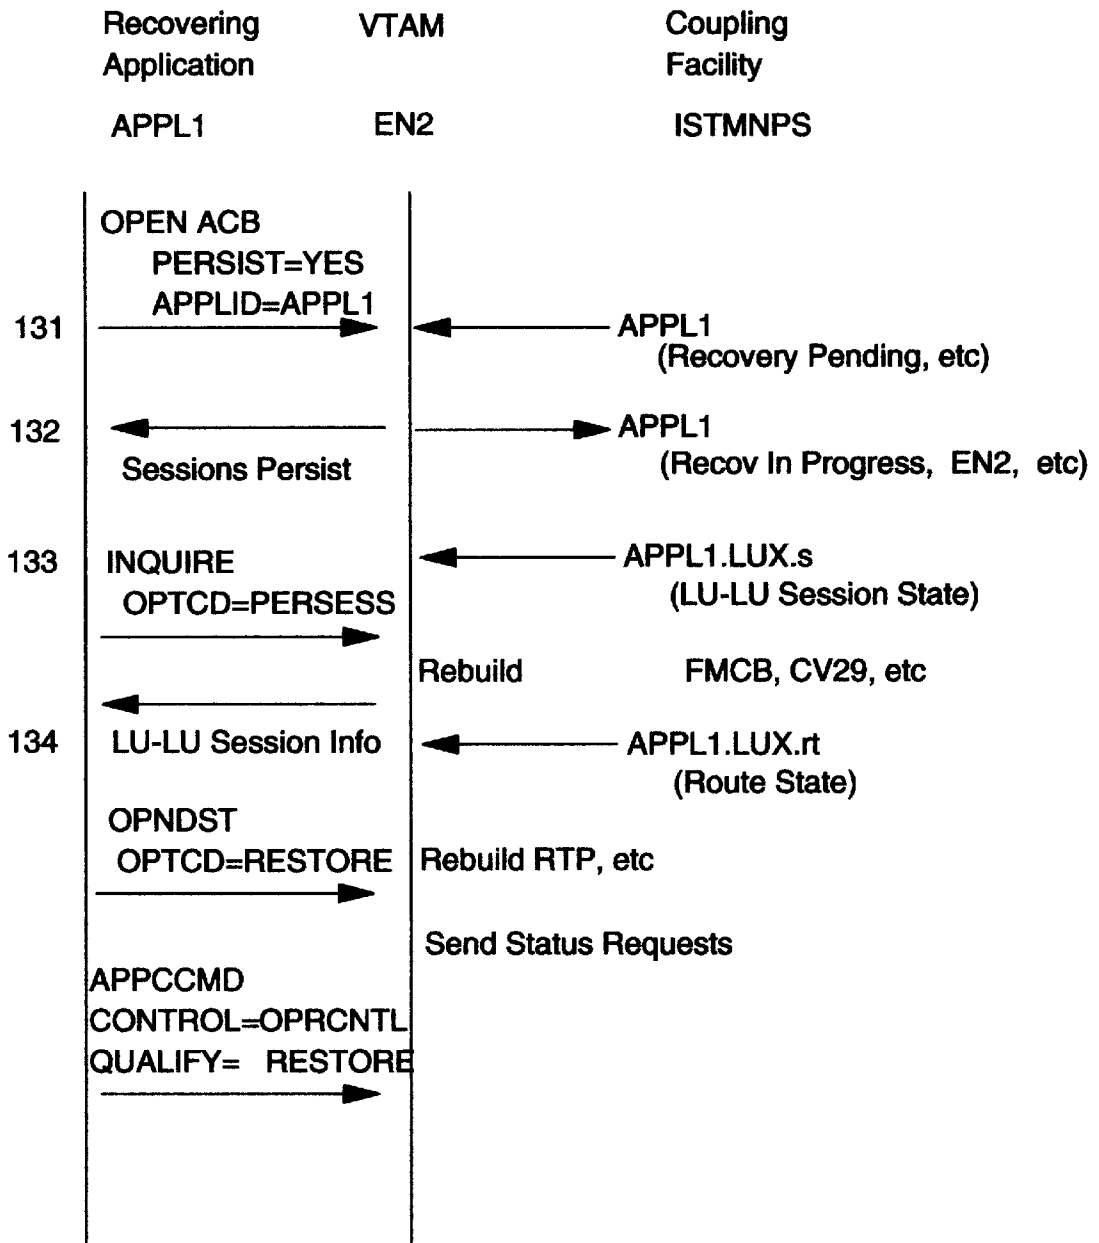 Recovering Application
VTAM
Coupling Facility
APPL1
EN2
ISTMNPS
OPEN ACB
PERSIST=YES
APPLID=APPL1
131
APPL1
(Recovery Pending, etc)
132
APPL1
Sessions Persist
(Recov In Progress, EN2, etc)
133
INQUIRE
OPTCD=PERSESS
APPL1.LUX.s
(LU-LU Session State)
Rebuild
FMCB, CV29, etc
134
LU-LU Session Info
APPL1.LUX.rt
(Route State)
OPNDST
OPTCD=RESTORE
Rebuild RTP, etc
Send Status Requests
APPCCMD
CONTROL=OPRCNTL
QUALIFY= RESTORE